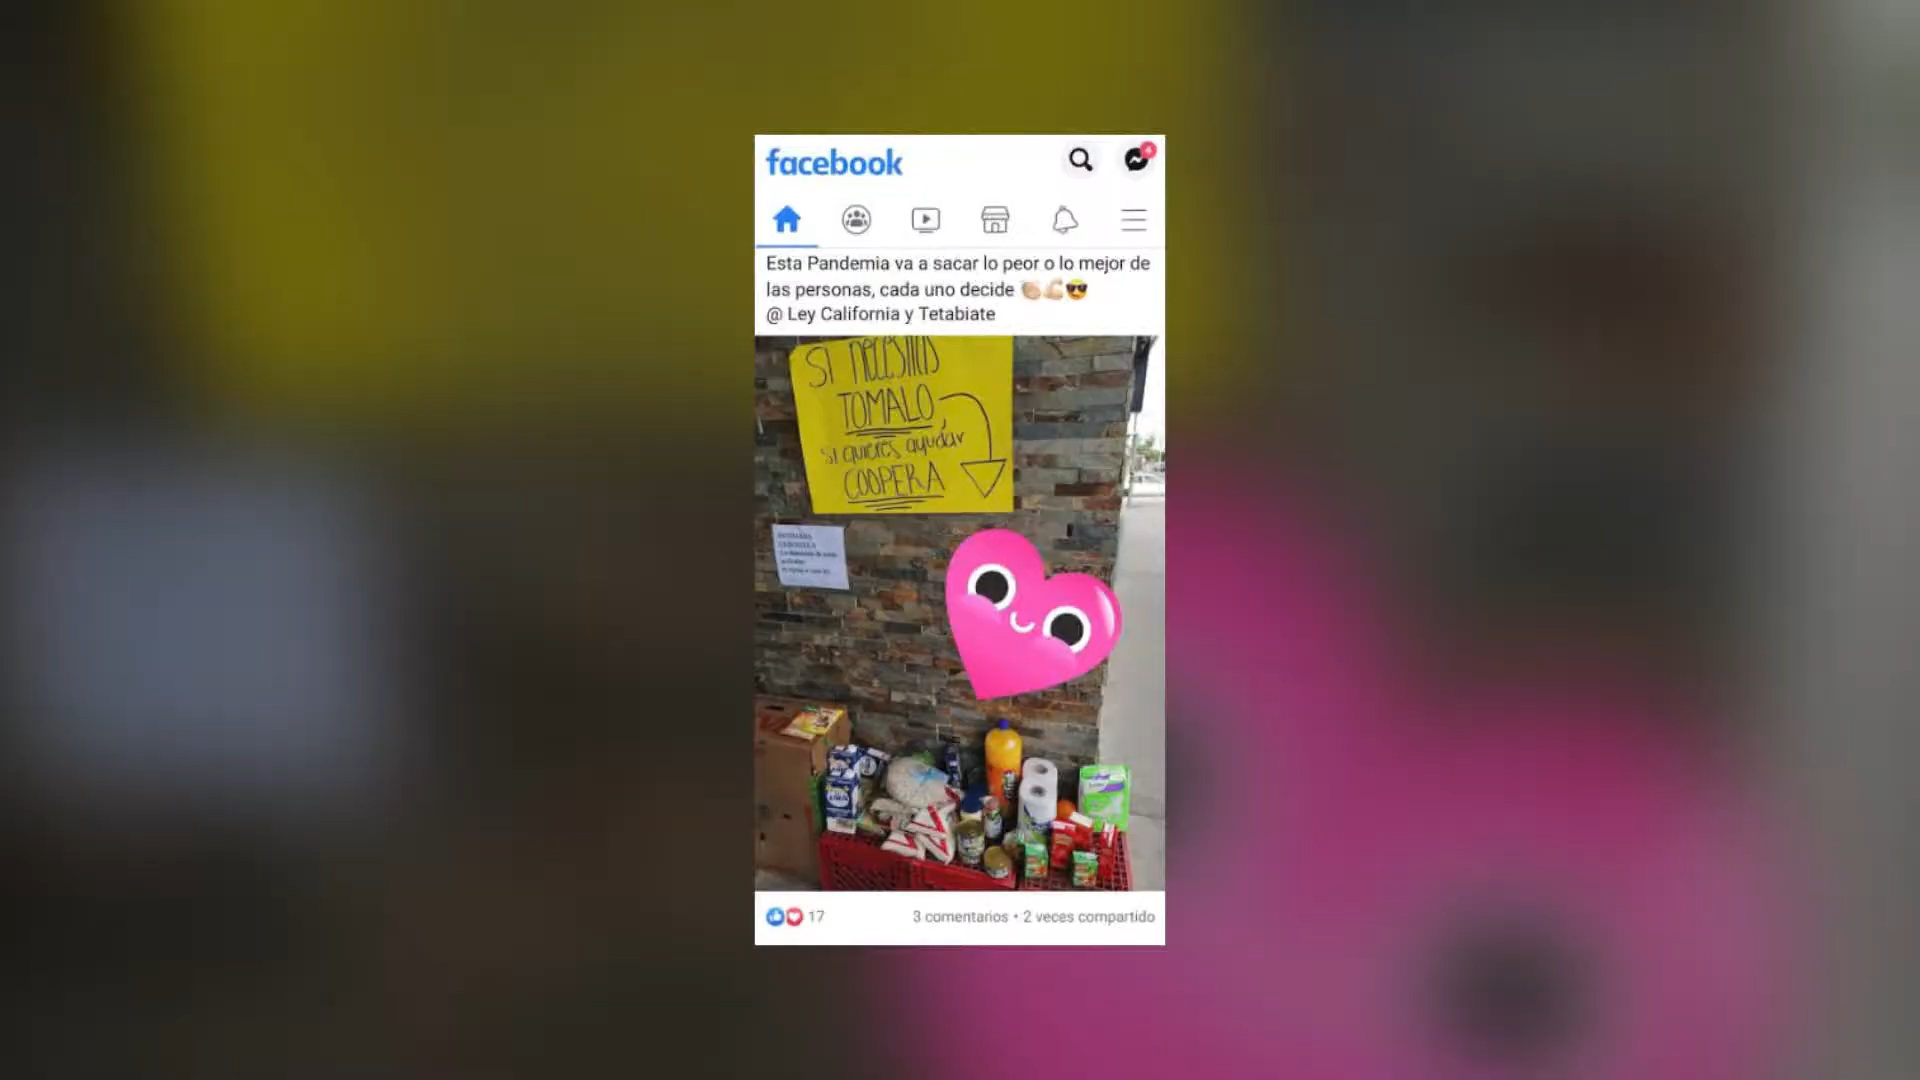 facebook
4
Esta Pandemia va a sacar lo peor o lo mejor de
las personas, cada uno decide 👏🏻💪🏻😎
@ Ley California y Tetabiate
SI NECESITAS
TOMALO
si quieres ayudar
COOPERA
17
3 comentarios • 2 veces compartido